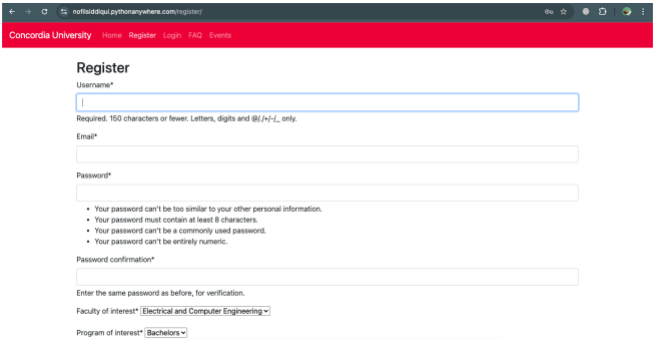 nofilsiddiqui.pythonanywhere.com/register/
Concordia University Home Register Login FAQ Events
Register
Username*
Required. 150 characters or fewer. Letters, digits and @/./+/-/_ only.
Email*
Password*
• Your password can't be too similar to your other personal information.
• Your password must contain at least 8 characters.
• Your password can't be a commonly used password.
• Your password can't be entirely numeric.
Password confirmation*
Enter the same password as before, for verification.
Faculty of interest* Electrical and Computer Engineering
Program of interest* Bachelors